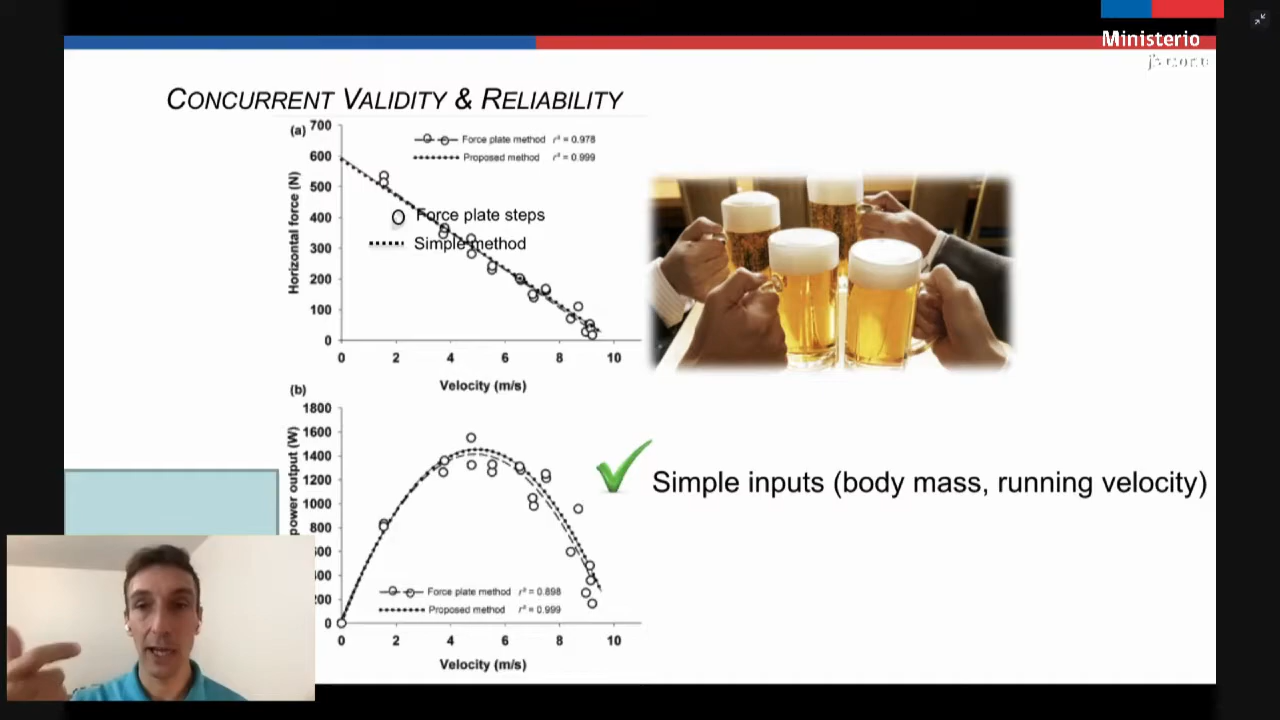 Ministerio
CONCURRENT VALIDITY & RELIABILITY
(a)
700
600
500
400
300
200
100
0
Horizontal force (N)
Force plate method r² = 0.978
Proposed method r² = 0.999
Force plate steps
Simple method
0 2 4 6 8 10
Velocity (m/s)
(b)
1800
1600
1400
1200
1000
800
600
400
200
0
power output (W)
Force plate method r² = 0.898
Proposed method r² = 0.999
0 2 4 6 8 10
Velocity (m/s)
Simple inputs (body mass, running velocity)